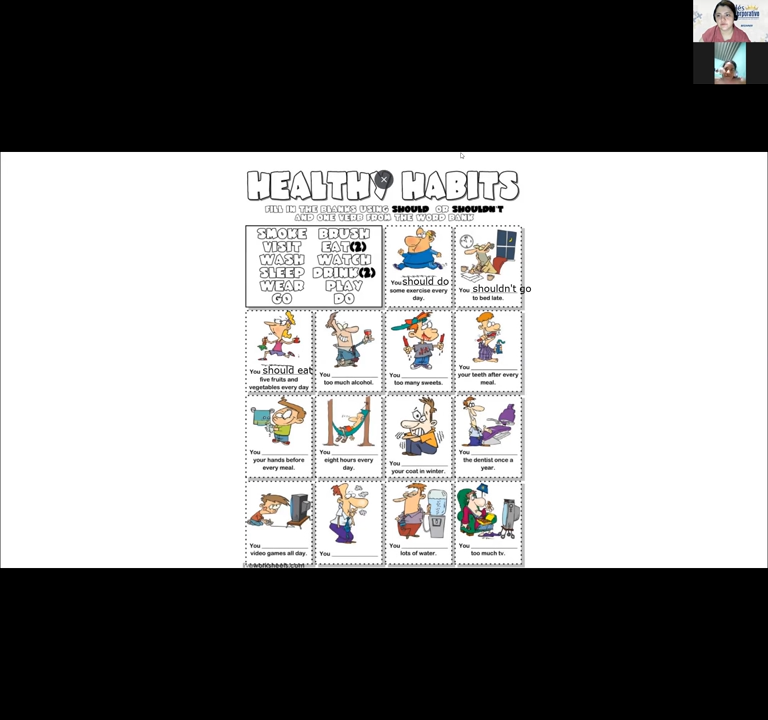 HEALTHY HABITS
FILL IN THE BLANKS USING SHOULD OR SHOULDN'T
AND ONE VERB FROM THE WORD BANK
SMOKE BRUSH
VISIT EAT(2)
WASH WATCH
SLEEP DRINK(2)
WEAR PLAY
GO DO
You should do
some exercise every
day.
You shouldn't go
to bed late.
You should eat
five fruits and
vegetables every day
You
too much alcohol.
You
too many sweets.
You
your teeth after every
meal.
You
your hands before
every meal.
You
eight hours every
day.
You
your coat in winter.
You
the dentist once a
year.
You
video games all day.
You
You
lots of water.
You
too much tv.